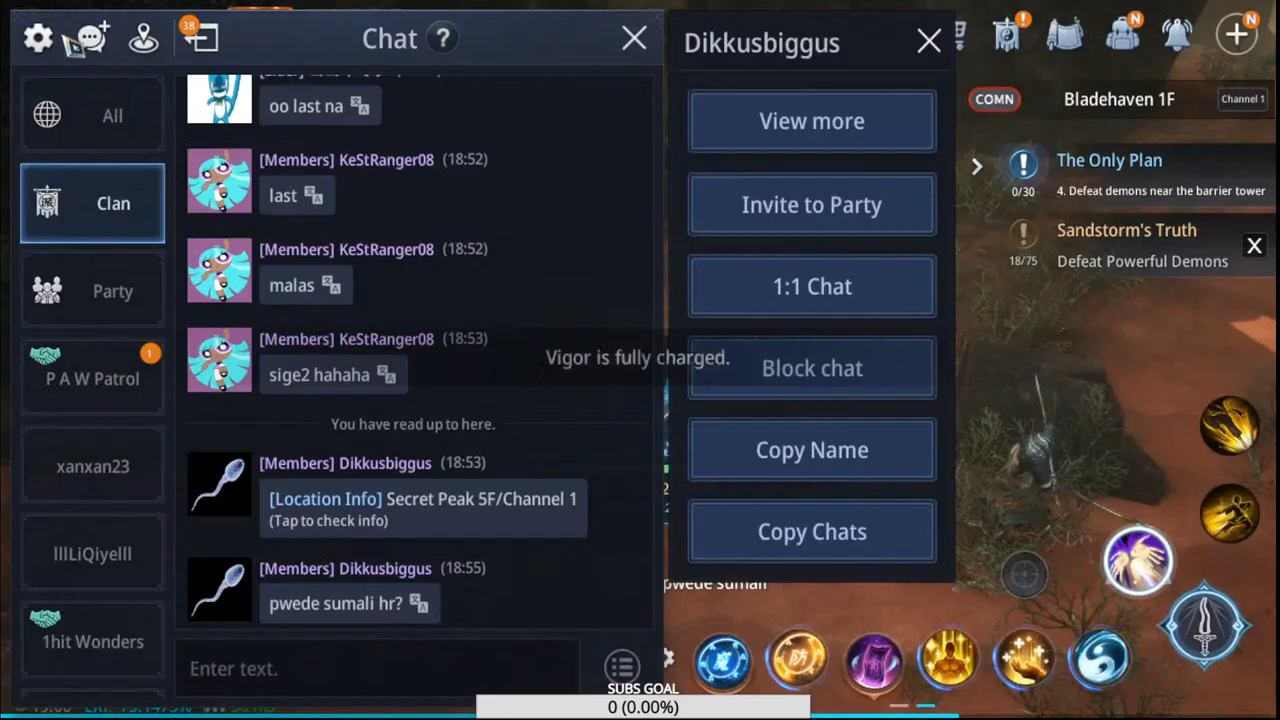 38
Chat ?
Dikkusbiggus
N
N
COMN
Bladehaven 1F
Channel 1
The Only Plan
0/30
4. Defeat demons near the barrier tower
Sandstorm's Truth
18/75
Defeat Powerful Demons
X
All
Clan
Party
1
P A W Patrol
xanxan23
lllLiQiyelll
1hit Wonders
oo last na
[Members] KeStRanger08 (18:52)
last
[Members] KeStRanger08 (18:52)
malas
[Members] KeStRanger08 (18:53)
sige2 hahaha
You have read up to here.
[Members] Dikkusbiggus (18:53)
[Location Info] Secret Peak 5F/Channel 1
(Tap to check info)
[Members] Dikkusbiggus (18:55)
pwede sumali hr?
Enter text.
View more
Invite to Party
1:1 Chat
Vigor is fully charged.
Block chat
Copy Name
Copy Chats
pwede sumali
防
SUBS GOAL
0 (0.00%)